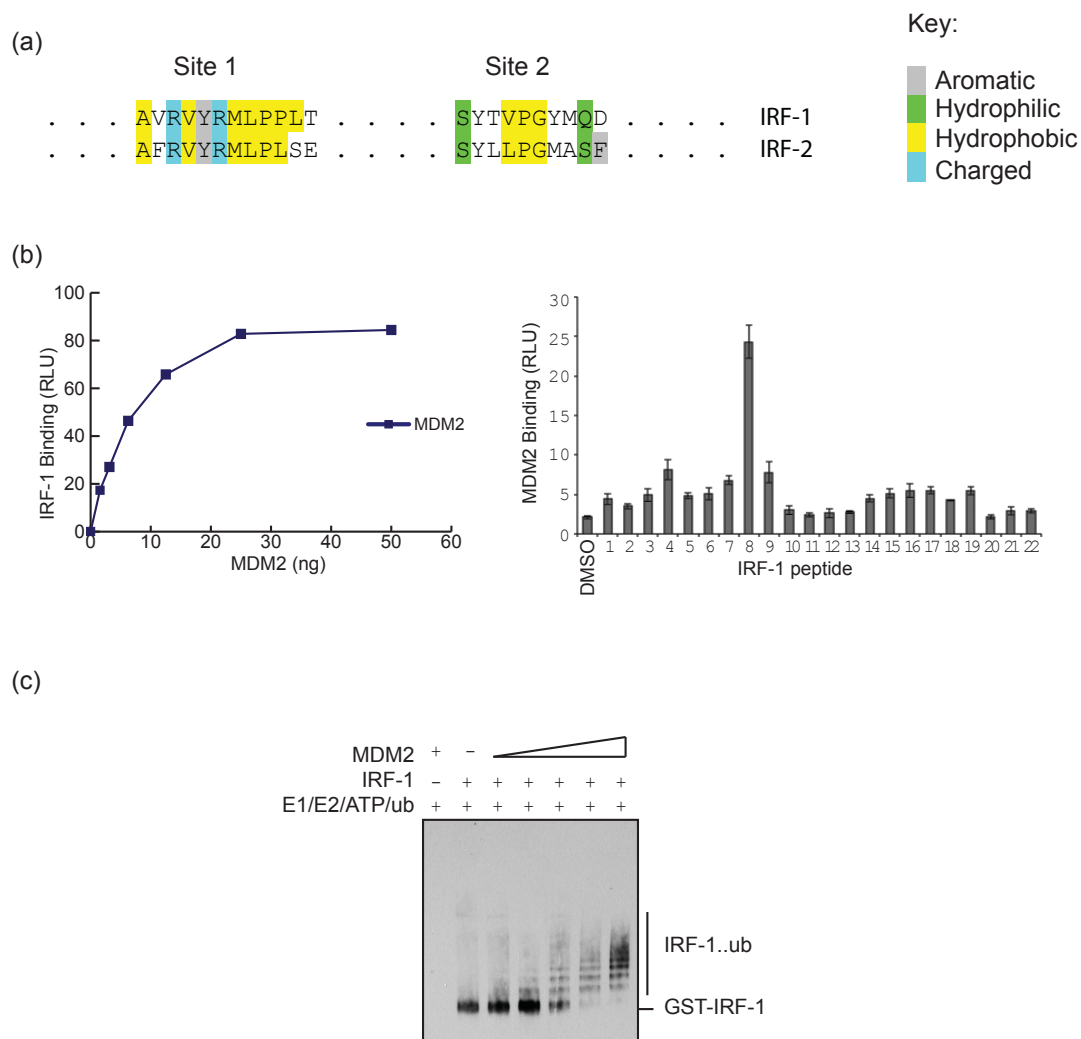 (a)
Key:
Site 1 Site 2
Aromatic
Hydrophilic
Hydrophobic
Charged
. . . AVRVYRMLPPLT . . . . SYTVPGYMQD . . . . IRF-1
. . . AFRVYRMLPLSE . . . . SYLLPGMASF . . . . IRF-2
(b)
IRF-1 Binding (RLU)
100
80
60
40
20
0
0 10 20 30 40 50 60
MDM2 (ng)
MDM2
MDM2 Binding (RLU)
30
25
20
15
10
5
0
DMSO 1 2 3 4 5 6 7 8 9 10 11 12 13 14 15 16 17 18 19 20 21 22
IRF-1 peptide
(c)
MDM2 + –
IRF-1 – + + + + + +
E1/E2/ATP/ub + + + + + + +
IRF-1..ub
GST-IRF-1